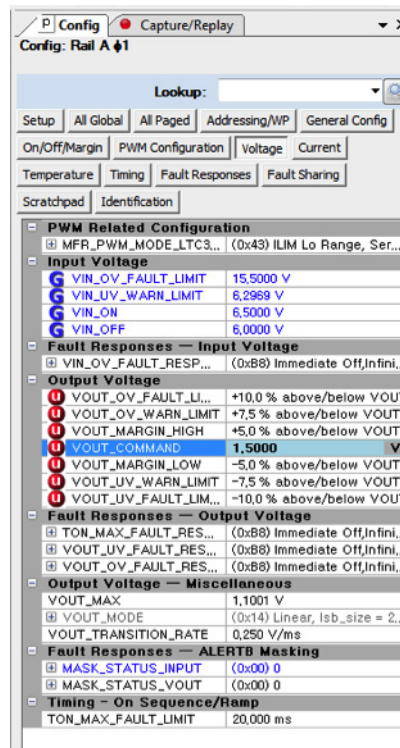 P Config Capture/Replay
Config: Rail A ϕ1
Lookup:
Setup All Global All Paged Addressing/WP General Config
On/Off/Margin PWM Configuration Voltage Current
Temperature Timing Fault Responses Fault Sharing
Scratchpad Identification
PWM Related Configuration
MFR_PWM_MODE_LTC3... (0x43) ILIM Lo Range, Ser...
Input Voltage
G VIN_OV_FAULT_LIMIT 15,5000 V
G VIN_UV_WARN_LIMIT 6,2969 V
G VIN_ON 6,5000 V
G VIN_OFF 6,0000 V
Fault Responses — Input Voltage
VIN_OV_FAULT_RESP... (0xB8) Immediate Off,Infini...
Output Voltage
U VOUT_OV_FAULT_LI... +10,0 % above/below VOUT
U VOUT_OV_WARN_LIMIT +7,5 % above/below VOUT
U VOUT_MARGIN_HIGH +5,0 % above/below VOUT
U VOUT_COMMAND 1,5000 V
U VOUT_MARGIN_LOW -5,0 % above/below VOUT
U VOUT_UV_WARN_LIMIT -7,5 % above/below VOUT
U VOUT_UV_FAULT_LIM... -10,0 % above/below VOUT
Fault Responses — Output Voltage
TON_MAX_FAULT_RES... (0xB8) Immediate Off,Infini...
VOUT_UV_FAULT_RES... (0xB8) Immediate Off,Infini...
VOUT_OV_FAULT_RES... (0xB8) Immediate Off,Infini...
Output Voltage — Miscellaneous
VOUT_MAX 1,1001 V
VOUT_MODE (0x14) Linear, lsb_size = 2...
VOUT_TRANSITION_RATE 0,250 V/ms
Fault Responses — ALERTB Masking
MASK_STATUS_INPUT (0x00) 0
MASK_STATUS_VOUT (0x00) 0
Timing - On Sequence/Ramp
TON_MAX_FAULT_LIMIT 20,000 ms